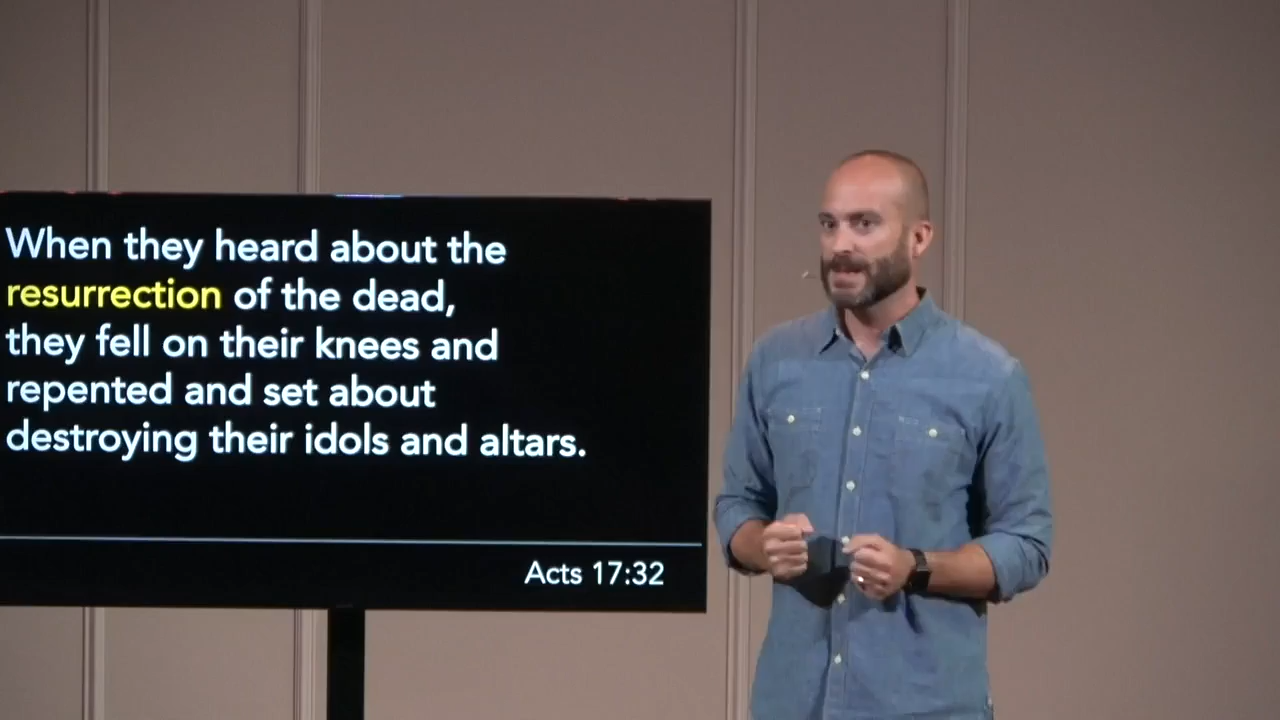 When they heard about the
resurrection of the dead,
they fell on their knees and
repented and set about
destroying their idols and altars.
Acts 17:32